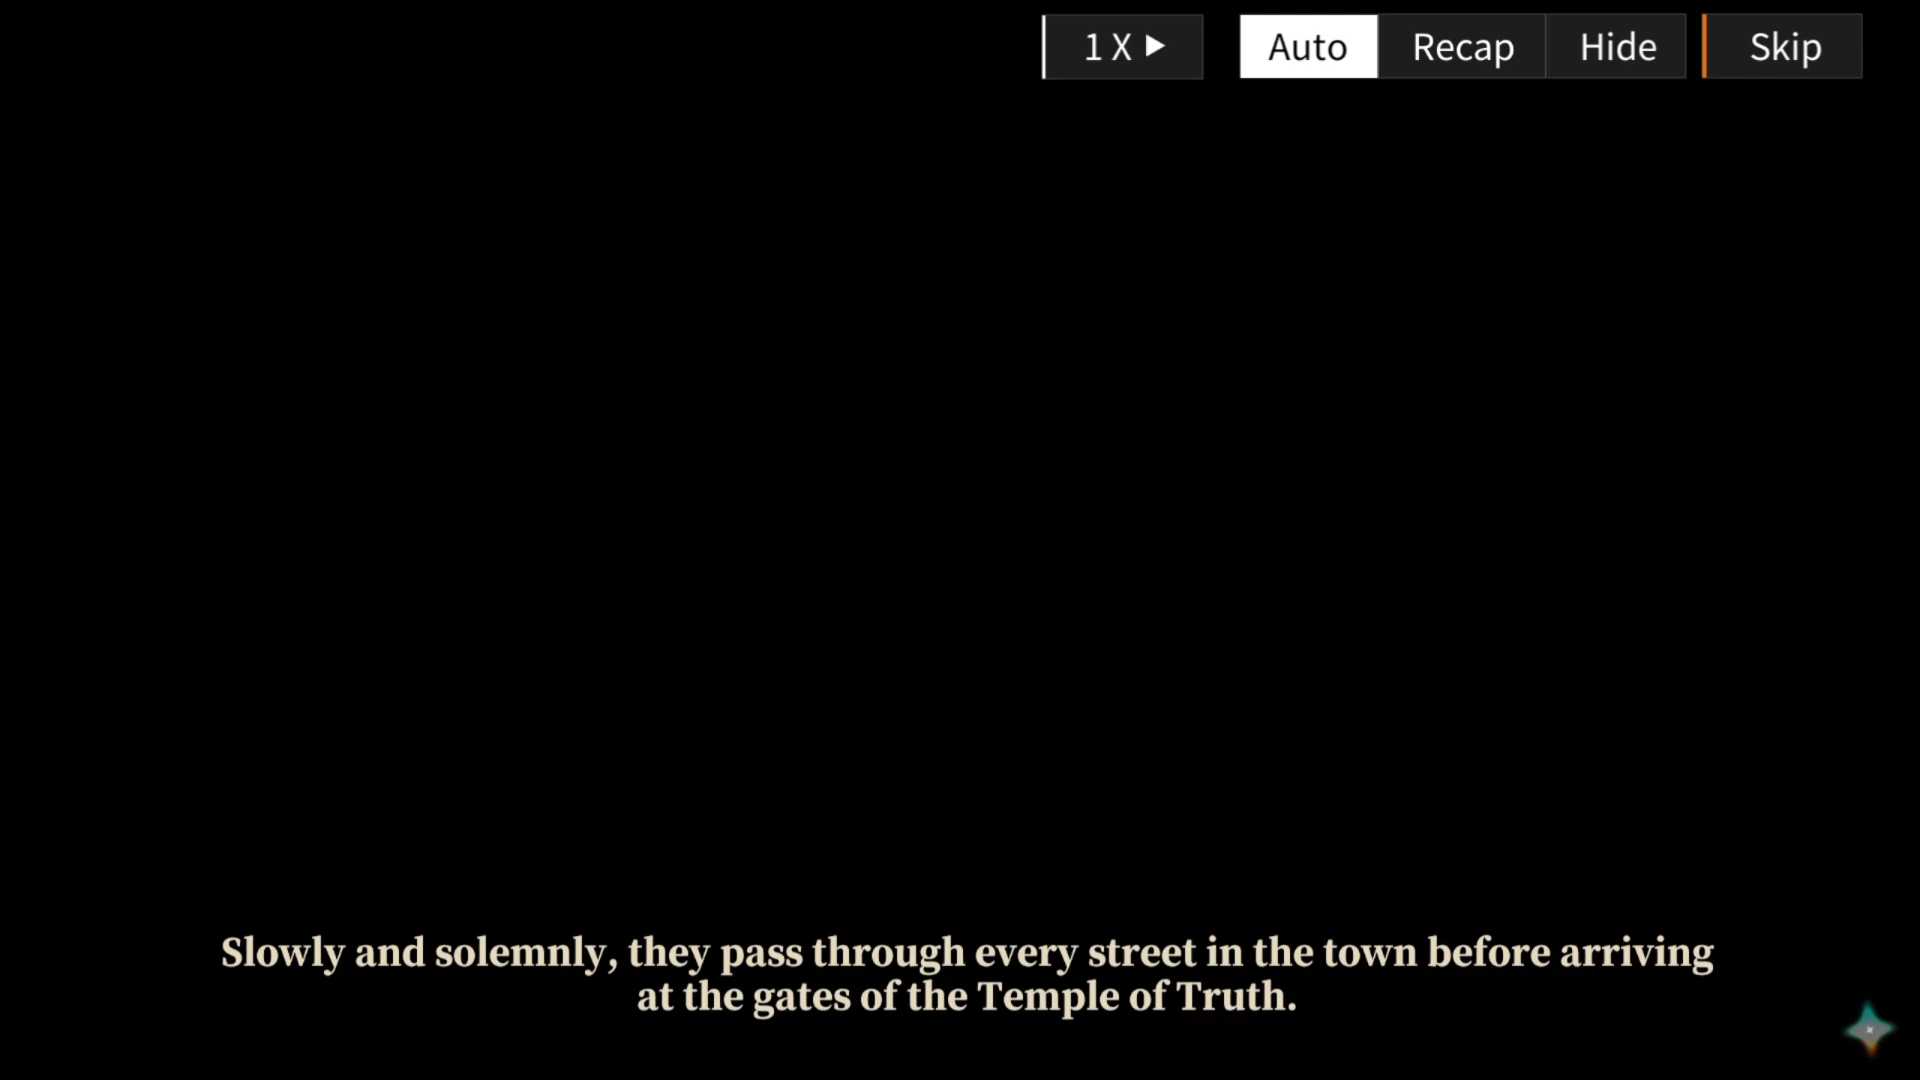 1 X
Auto
Recap
Hide
Skip
Slowly and solemnly, they pass through every street in the town before arriving
at the gates of the Temple of Truth.